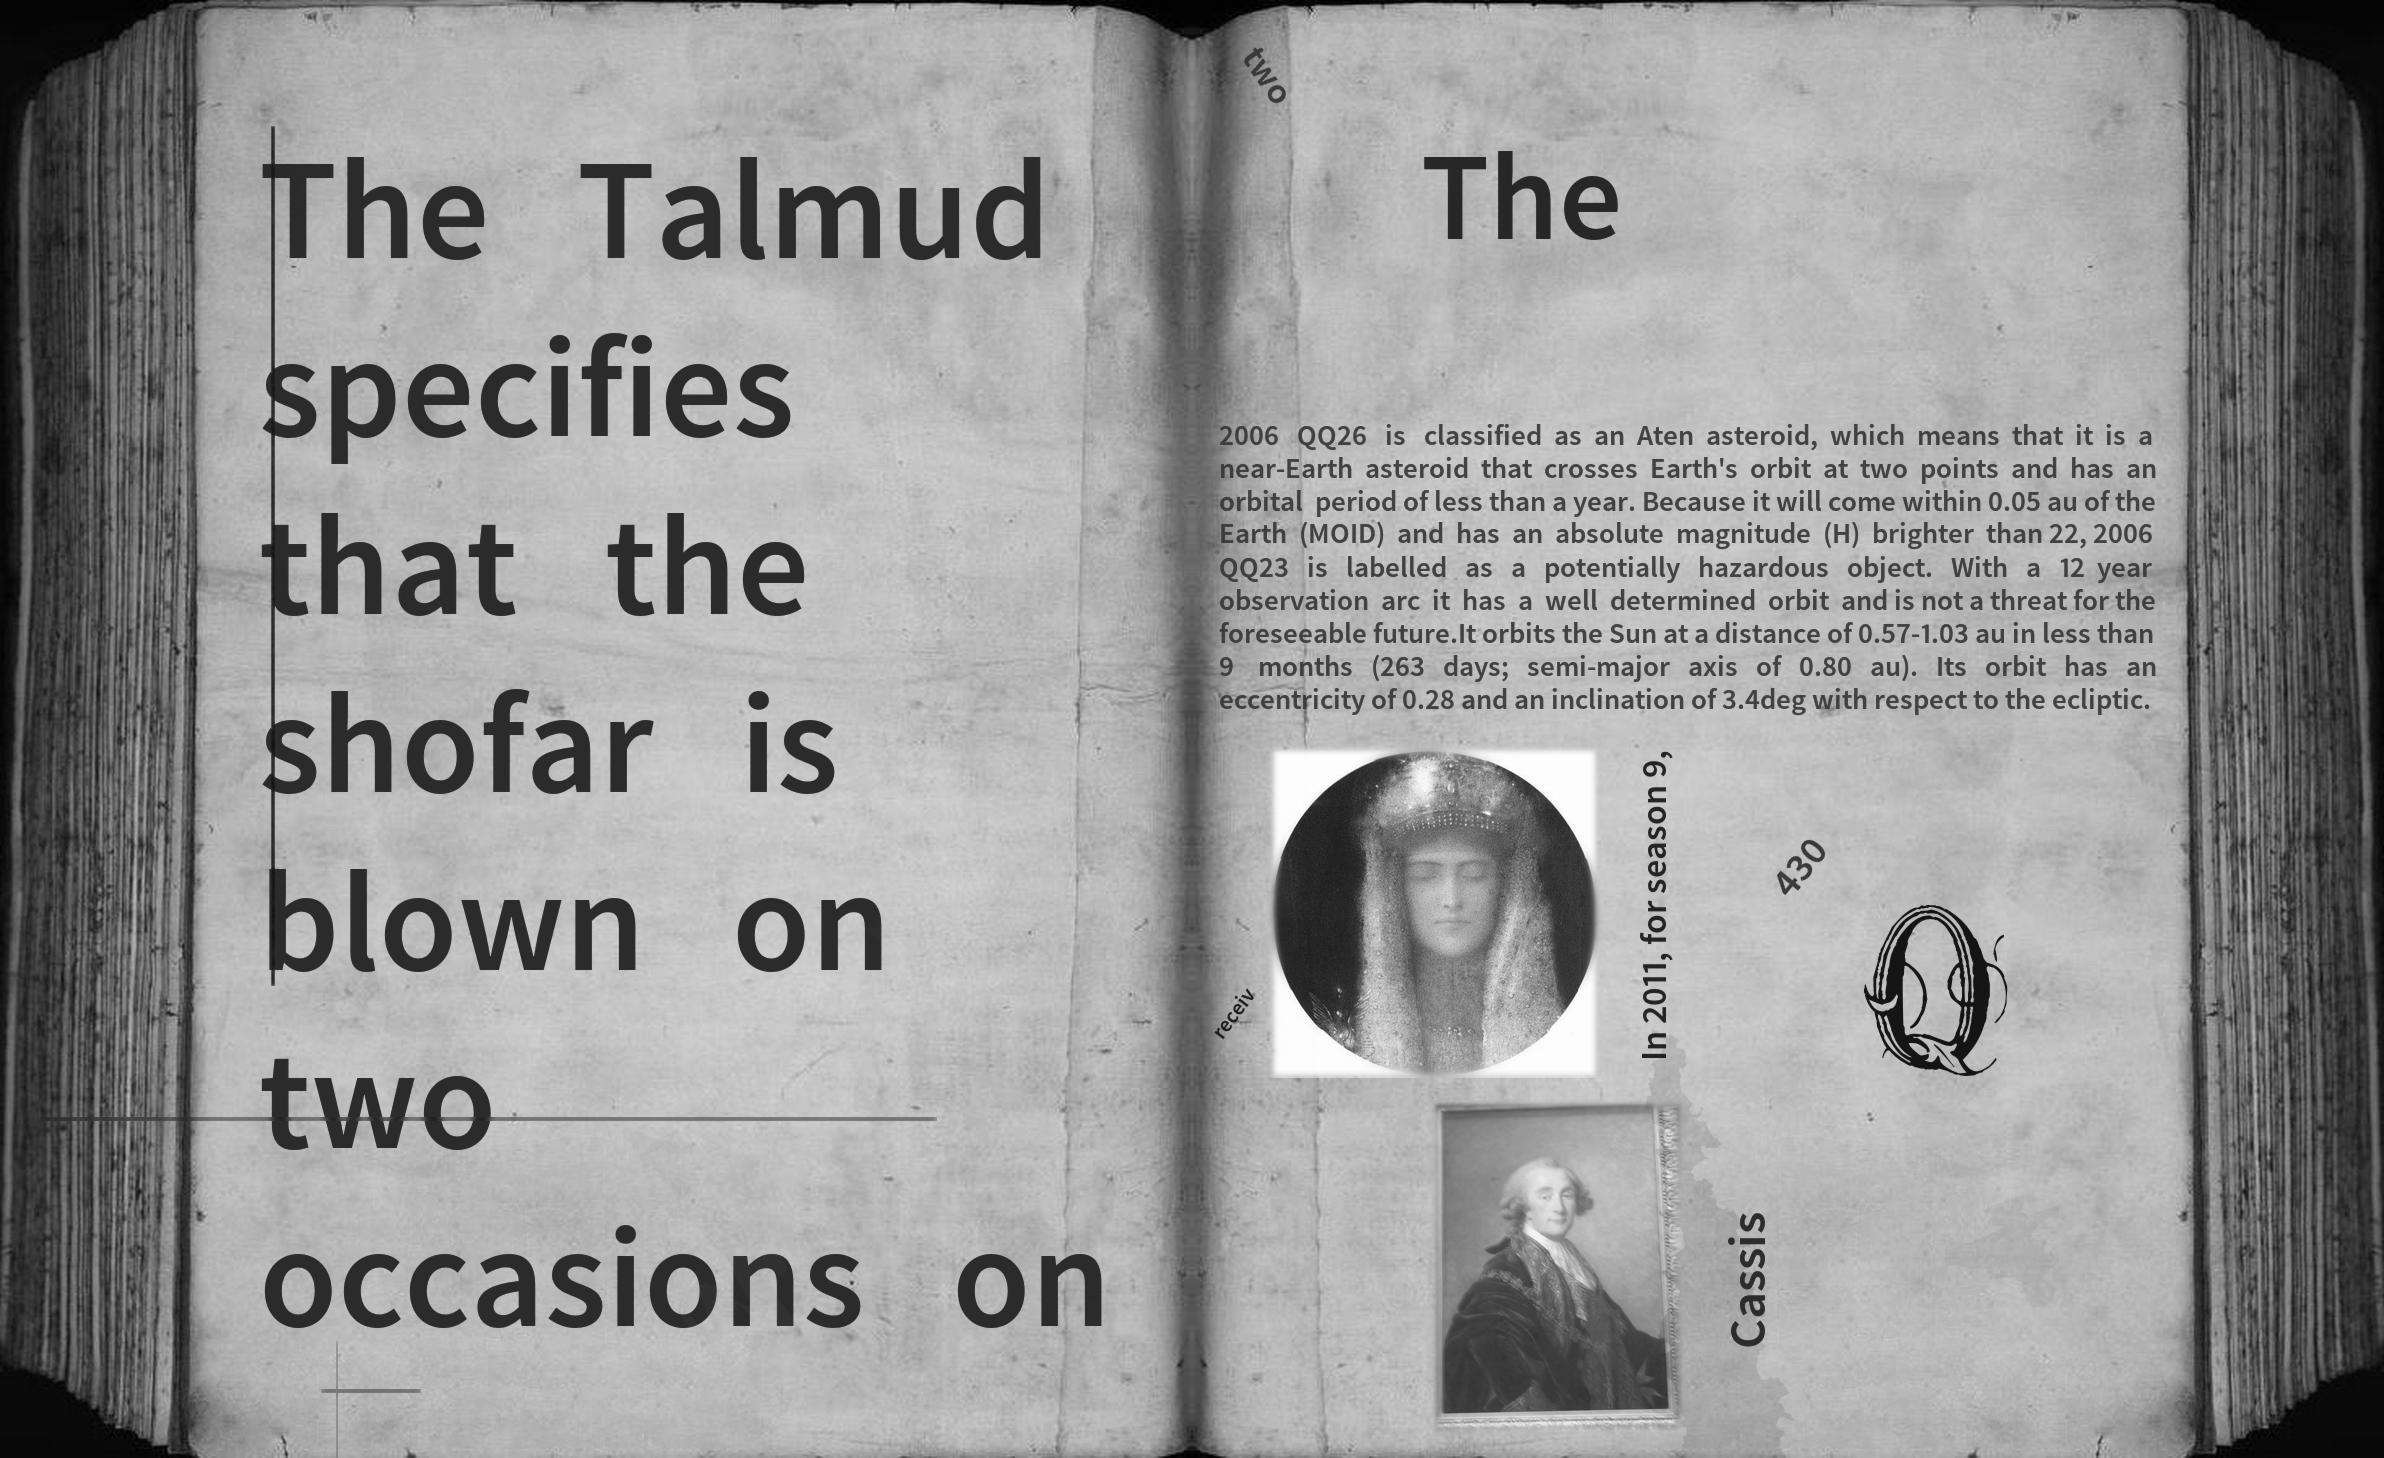 The Talmud
specifies
that the
shofar is
blown on
two
occasions on
two
The
2006 QQ26 is classified as an Aten asteroid, which means that it is a
near-Earth asteroid that crosses Earth's orbit at two points and has an
orbital period of less than a year. Because it will come within 0.05 au of the
Earth (MOID) and has an absolute magnitude (H) brighter than 22, 2006
QQ23 is labelled as a potentially hazardous object. With a 12 year
observation arc it has a well determined orbit and is not a threat for the
foreseeable future.It orbits the Sun at a distance of 0.57-1.03 au in less than
9 months (263 days; semi-major axis of 0.80 au). Its orbit has an
eccentricity of 0.28 and an inclination of 3.4deg with respect to the ecliptic.
receiv
In 2011, for season 9,
430
Q
Cassis